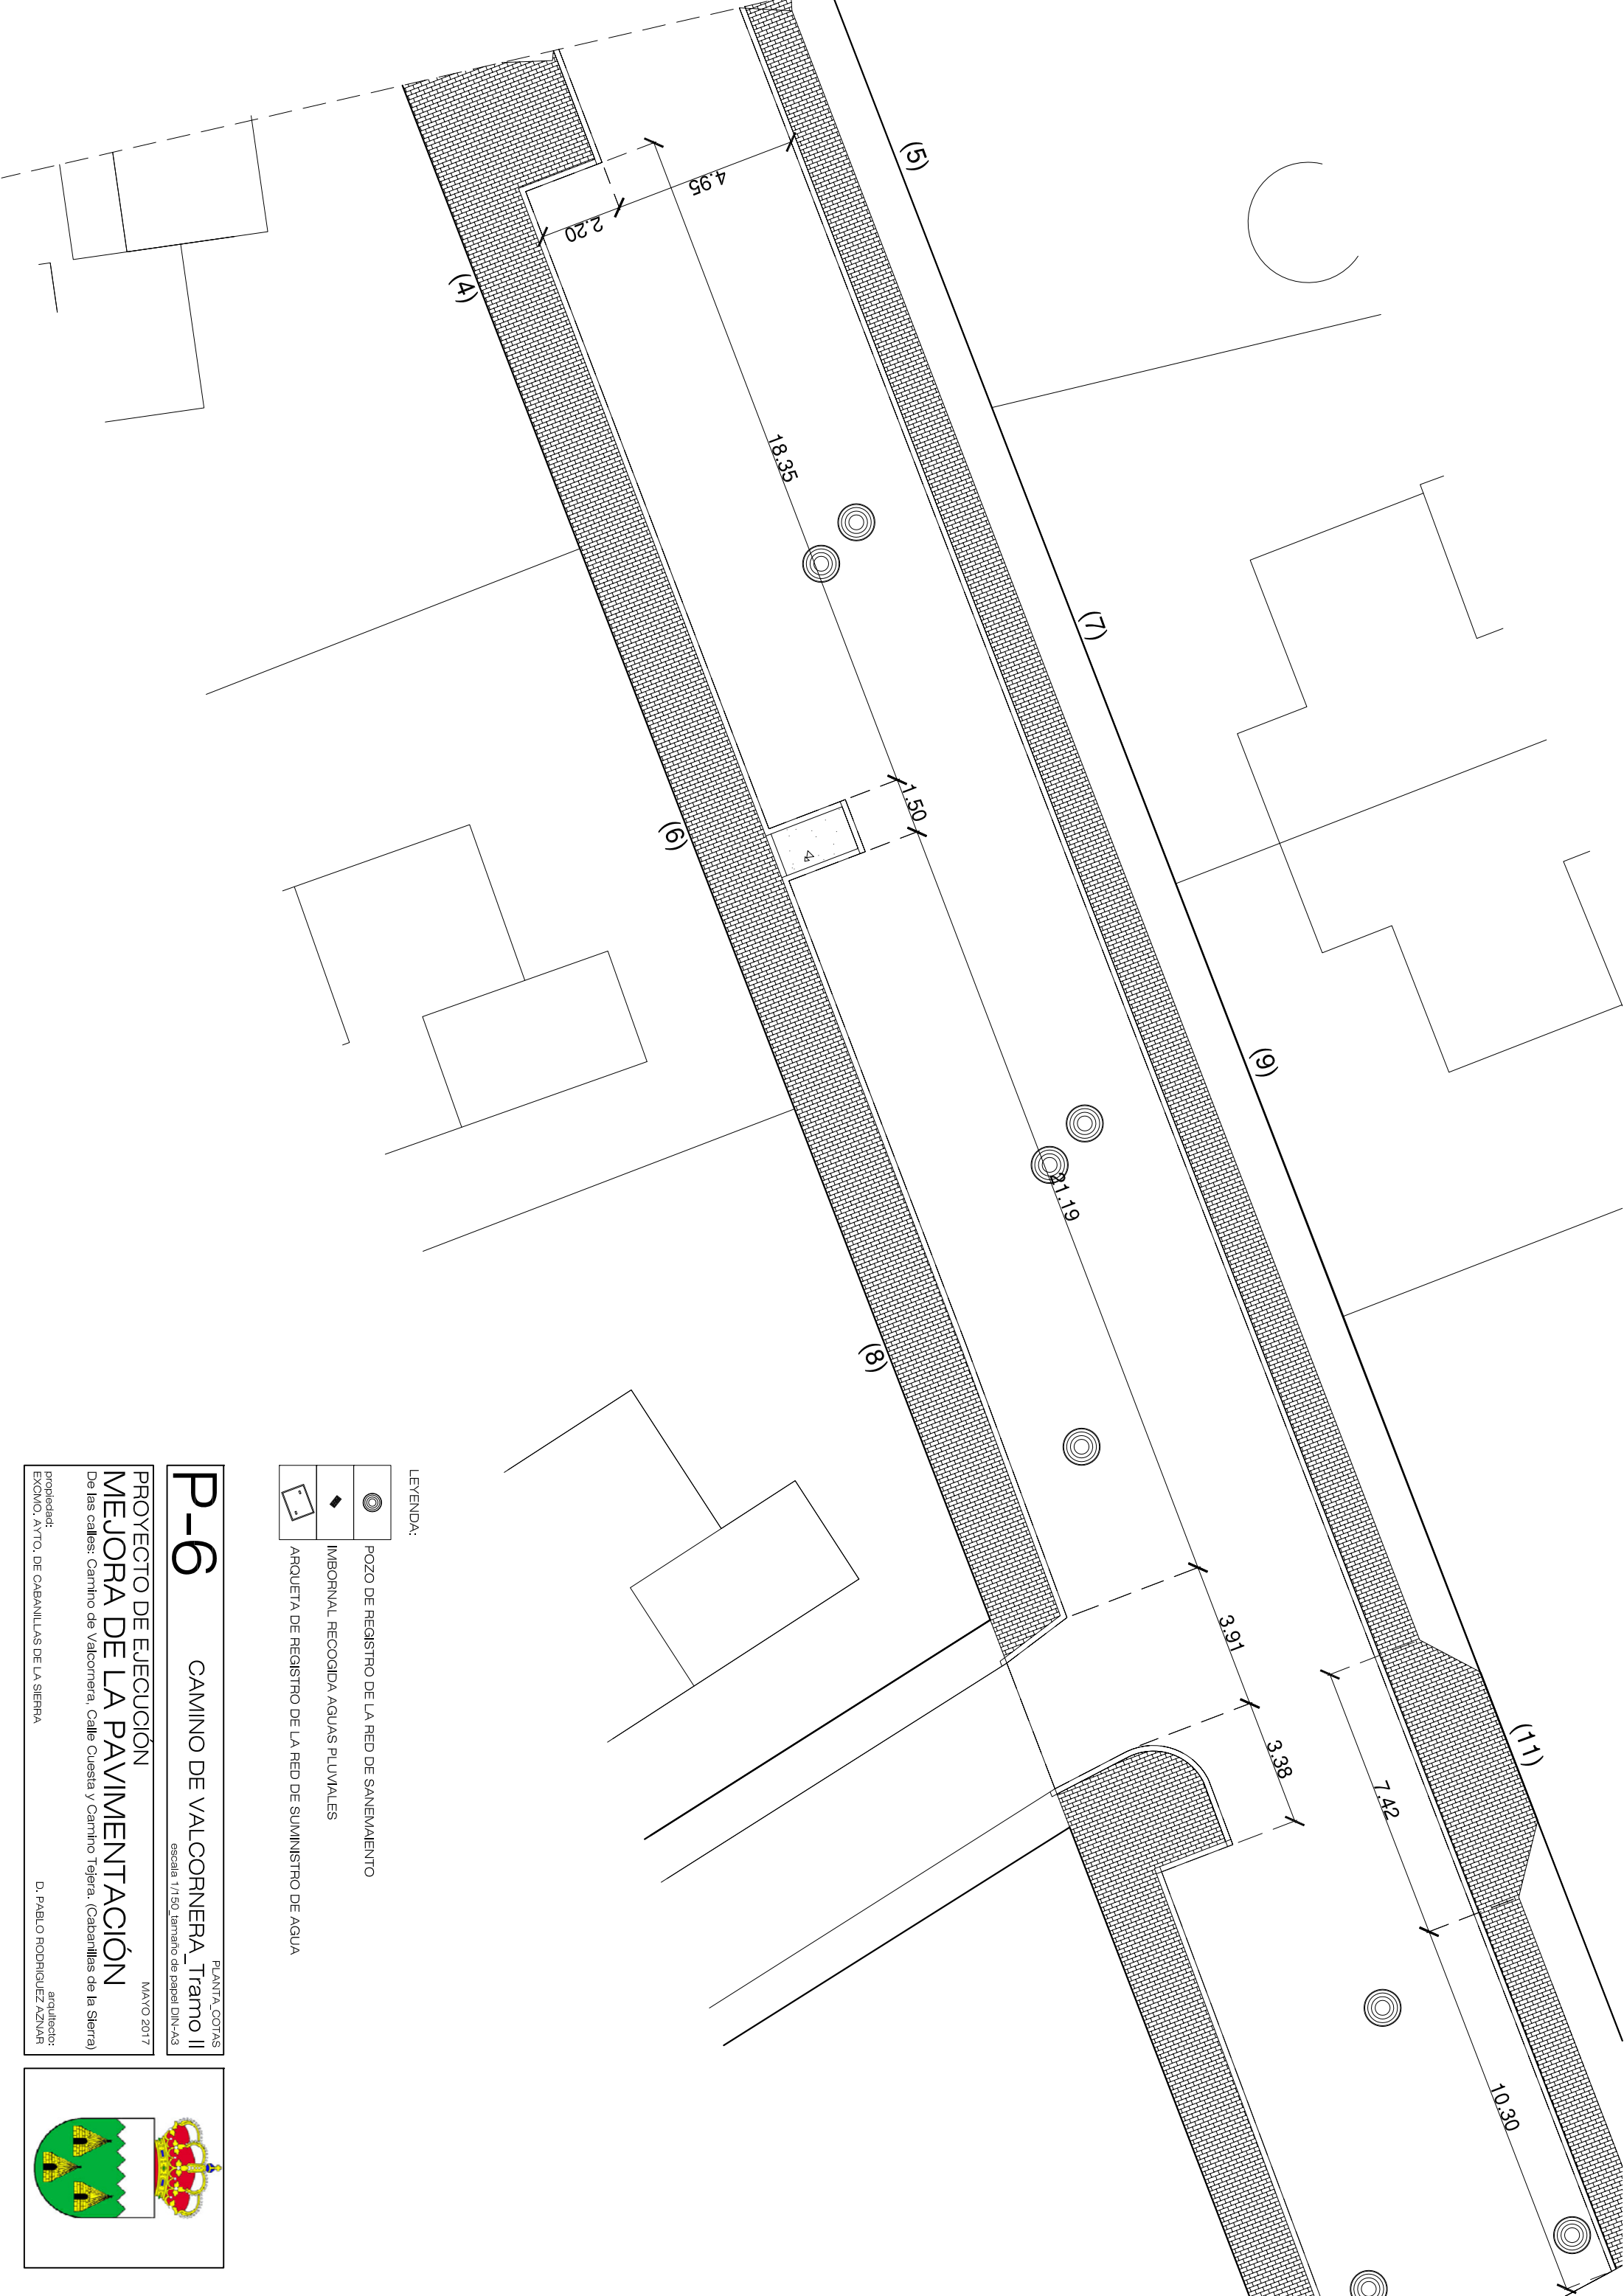 (5)
4.95
2.20
(4)
18.35
(7)
1.50
(6)
(9)
21.19
(8)
3.91
3.38
(11)
7.42
10.30
LEYENDA:
POZO DE REGISTRO DE LA RED DE SANEMAIENTO
IMBORNAL RECOGIDA AGUAS PLUVIALES
ARQUETA DE REGISTRO DE LA RED DE SUMINISTRO DE AGUA
PLANTA_COTAS
P-6 CAMINO DE VALCORNERA_Tramo II
escala 1/150_tamaño de papel DIN-A3
PROYECTO DE EJECUCIÓN MAYO 2017
MEJORA DE LA PAVIMENTACIÓN
De las calles: Camino de Valcornera, Calle Cuesta y Camino Tejera. (Cabanillas de la Sierra)
propiedad: arquitecto:
EXCMO. AYTO. DE CABANILLAS DE LA SIERRA D. PABLO RODRIGUEZ AZNAR